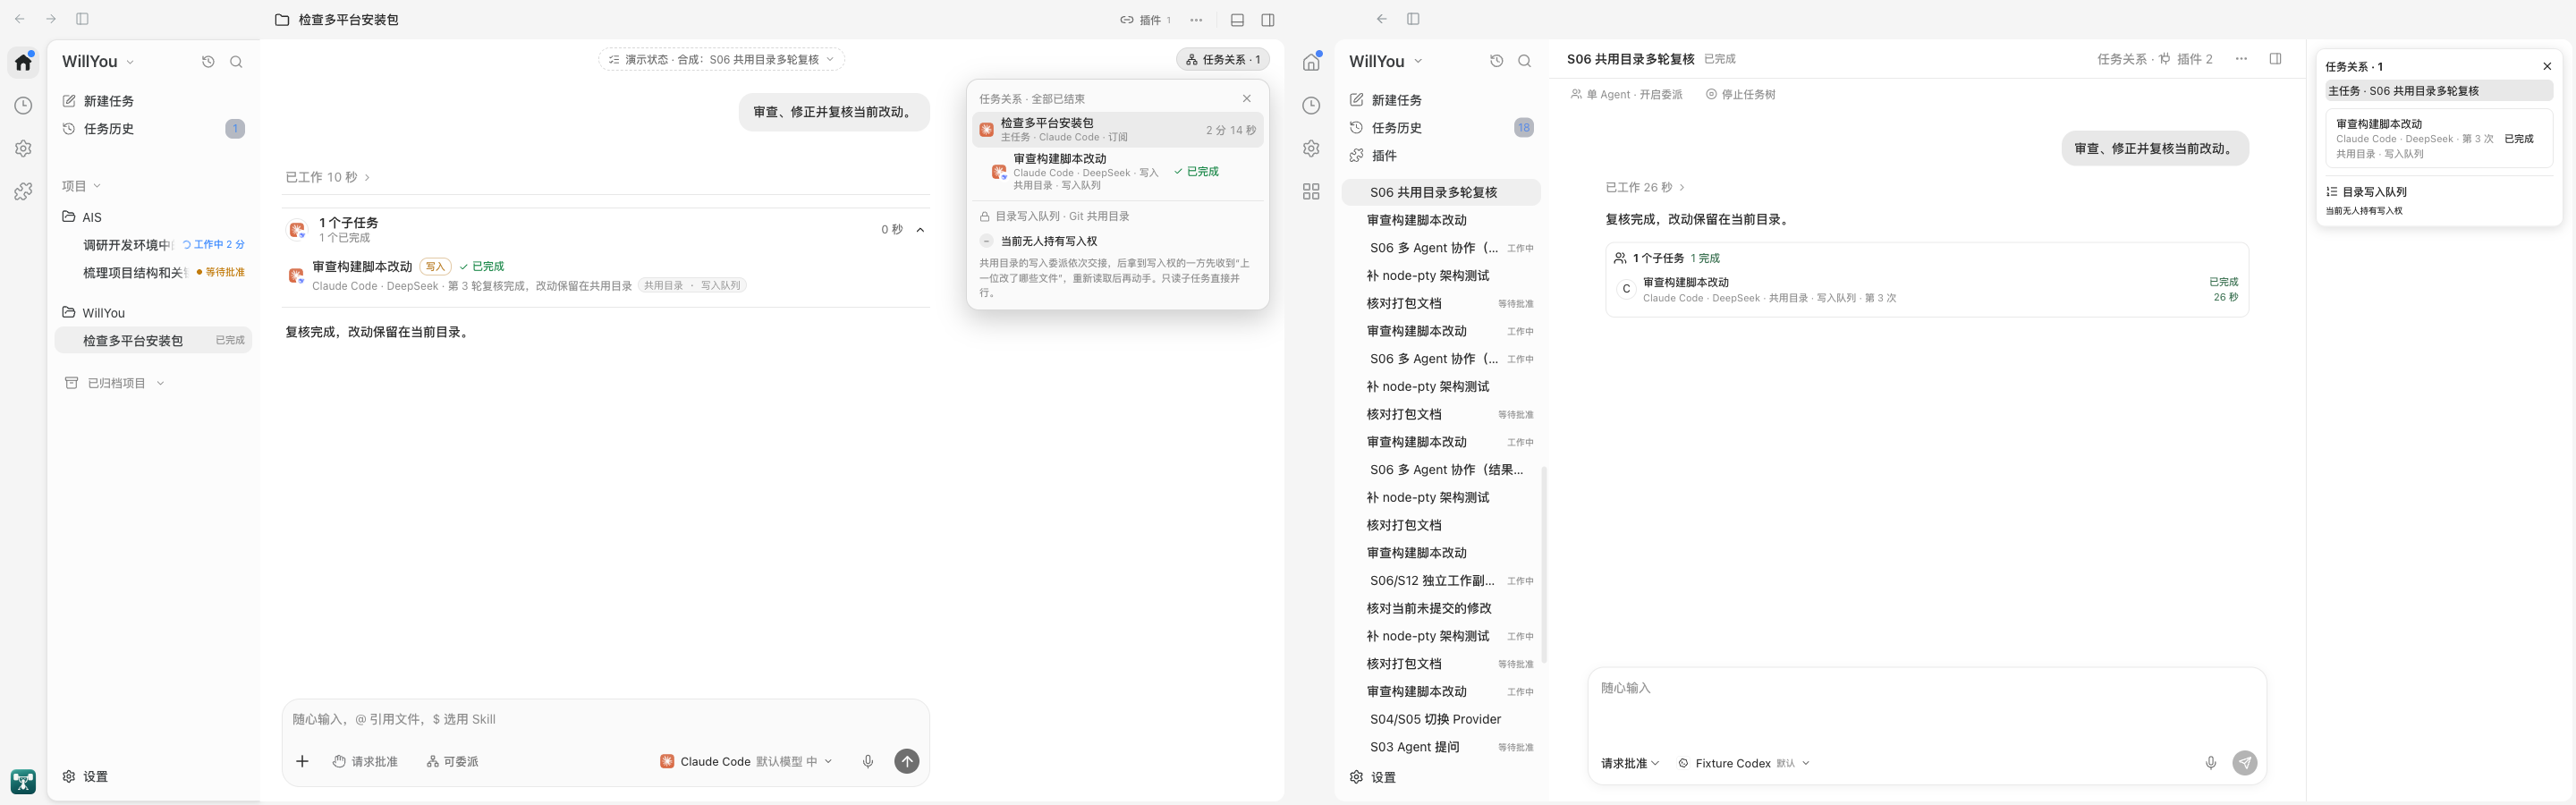 检查多平台安装包
插件 1
WillYou
新建任务
任务历史 1
项目
AIS
调研开发环境中 工作中 2 分
梳理项目结构和关 等待批准
WillYou
检查多平台安装包 已完成
已归档项目
设置
演示状态 · 合成：S06 共用目录多轮复核
任务关系 · 1
审查、修正并复核当前改动。
已工作 10 秒
1 个子任务
1 个已完成
0 秒
审查构建脚本改动 写入 已完成
Claude Code · DeepSeek · 第 3 轮复核完成，改动保留在共用目录 共用目录 · 写入队列
复核完成，改动保留在当前目录。
任务关系 · 全部已结束
检查多平台安装包
主任务 · Claude Code · 订阅
2 分 14 秒
审查构建脚本改动
Claude Code · DeepSeek · 写入
共用目录 · 写入队列
已完成
目录写入队列 · Git 共用目录
当前无人持有写入权
共用目录的写入委派依次交接，后拿到写入权的一方先收到“上
一位改了哪些文件”，重新读取后再动手。只读子任务直接并
行。
随心输入，@ 引用文件，$ 选用 Skill
请求批准
可委派
Claude Code 默认模型 中
WillYou
新建任务
任务历史 18
插件
S06 共用目录多轮复核
审查构建脚本改动
S06 多 Agent 协作（... 工作中
补 node-pty 架构测试
核对打包文档 等待批准
审查构建脚本改动 工作中
S06 多 Agent 协作（... 工作中
补 node-pty 架构测试
核对打包文档 等待批准
审查构建脚本改动 工作中
S06 多 Agent 协作（结果...
补 node-pty 架构测试
核对打包文档
审查构建脚本改动
S06/S12 独立工作副... 工作中
核对当前未提交的修改
补 node-pty 架构测试 工作中
核对打包文档 等待批准
审查构建脚本改动 工作中
S04/S05 切换 Provider
S03 Agent 提问 等待批准
设置
S06 共用目录多轮复核 已完成
任务关系 · 插件 2
单 Agent · 开启委派
停止任务树
审查、修正并复核当前改动。
已工作 26 秒
复核完成，改动保留在当前目录。
1 个子任务 1 完成
C
审查构建脚本改动
Claude Code · DeepSeek · 共用目录 · 写入队列 · 第 3 次
已完成
26 秒
随心输入
请求批准
Fixture Codex 默认
任务关系 · 1
主任务 · S06 共用目录多轮复核
审查构建脚本改动
Claude Code · DeepSeek · 第 3 次 已完成
共用目录 · 写入队列
目录写入队列
当前无人持有写入权